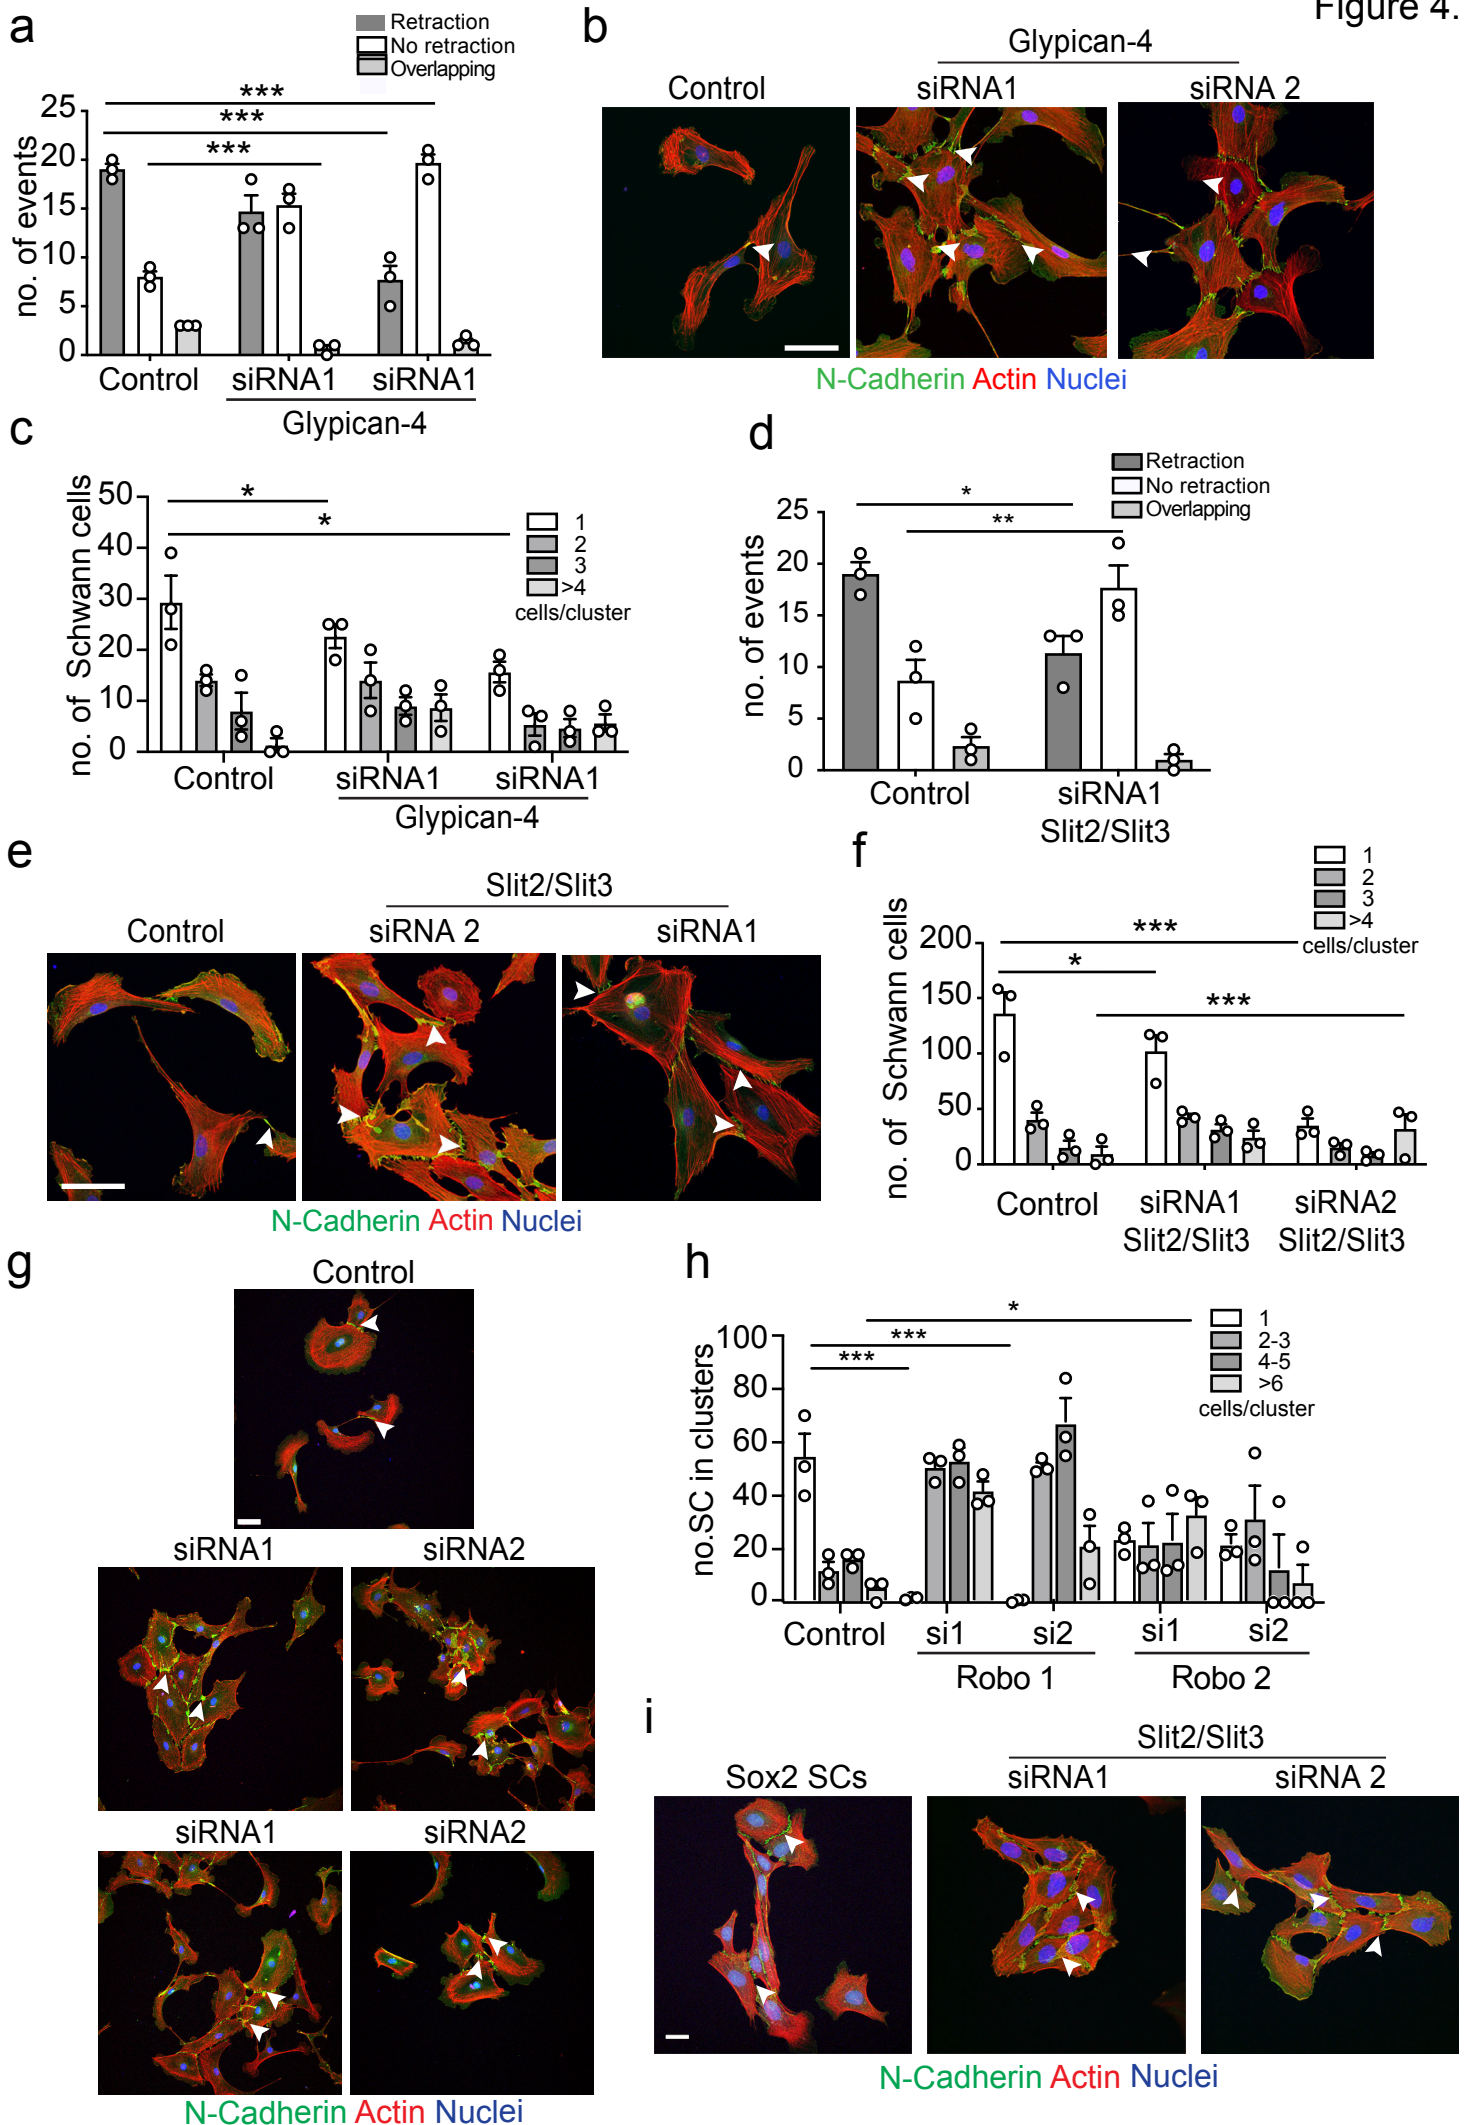 Figure 4.
a
Retraction
No retraction
Overlapping
***
***
***
25
20
15
10
5
0
no. of events
Control
siRNA1
siRNA1
Glypican-4
b
Glypican-4
Control
siRNA1
siRNA 2
N-Cadherin Actin Nuclei
c
*
*
50
40
30
20
10
0
no. of Schwann cells
1
2
3
>4
cells/cluster
Control
siRNA1
siRNA1
Glypican-4
d
Retraction
No retraction
Overlapping
*
**
25
20
15
10
5
0
no. of events
Control
siRNA1
Slit2/Slit3
e
Slit2/Slit3
Control
siRNA 2
siRNA1
N-Cadherin Actin Nuclei
f
1
2
3
>4
cells/cluster
***
*
***
200
150
100
50
0
no. of Schwann cells
Control
siRNA1
Slit2/Slit3
siRNA2
Slit2/Slit3
g
Control
siRNA1
siRNA2
siRNA1
siRNA2
N-Cadherin Actin Nuclei
h
*
***
***
1
2-3
4-5
>6
cells/cluster
100
80
60
40
20
0
no.SC in clusters
Control
si1
si2
si1
si2
Robo 1
Robo 2
i
Slit2/Slit3
Sox2 SCs
siRNA1
siRNA 2
N-Cadherin Actin Nuclei